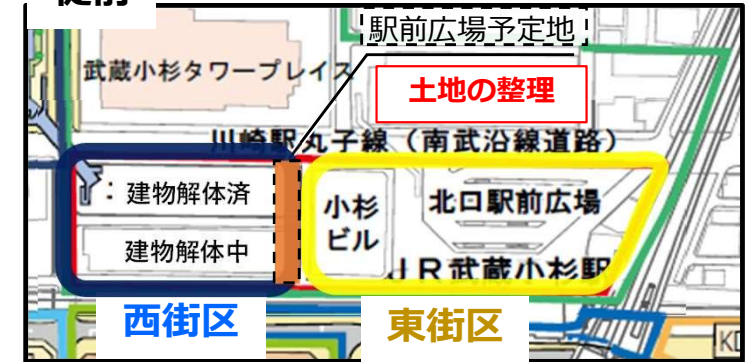 従前
駅前広場予定地
武蔵小杉タワープレイス
土地の整理
川崎駅丸子線（南武沿線道路）
：建物解体済
小杉
ビル
北口駅前広場
建物解体中
JR武蔵小杉駅
西街区
東街区
K